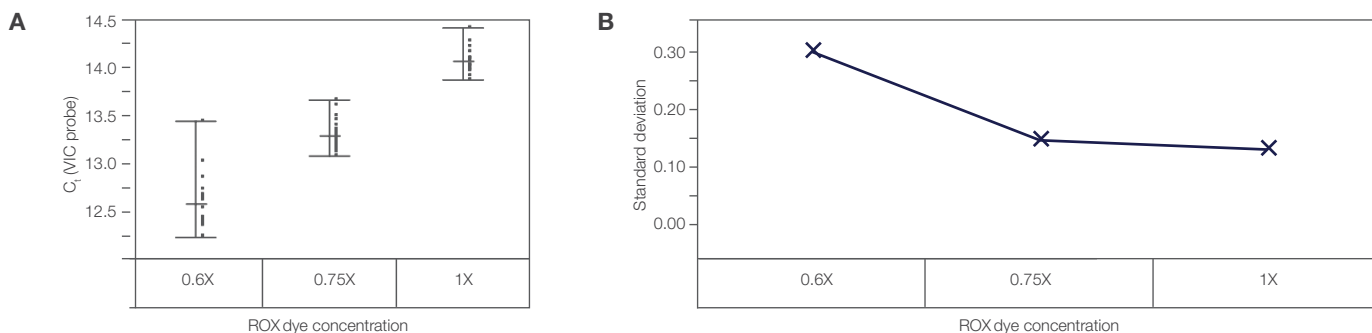 A
14.5
14.0
13.5
13.0
12.5
C_t (VIC probe)
0.6X 0.75X 1X
ROX dye concentration
B
0.30
0.20
0.10
0.00
Standard deviation
0.6X 0.75X 1X
ROX dye concentration